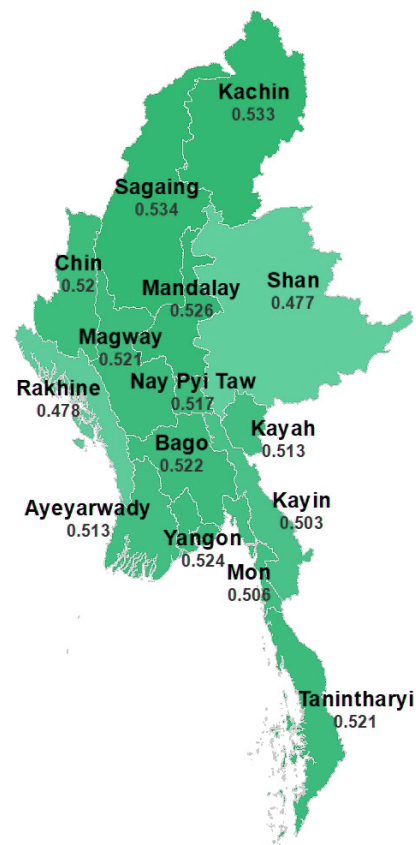 Kachin
0.533
Sagaing
0.534
Chin
0.52
Mandalay
0.526
Shan
0.477
Magway
0.521
Rakhine
0.478
Nay Pyi Taw
0.517
Kayah
0.513
Bago
0.522
Ayeyarwady
0.513
Kayin
0.503
Yangon
0.524
Mon
0.506
Tanintharyi
0.521